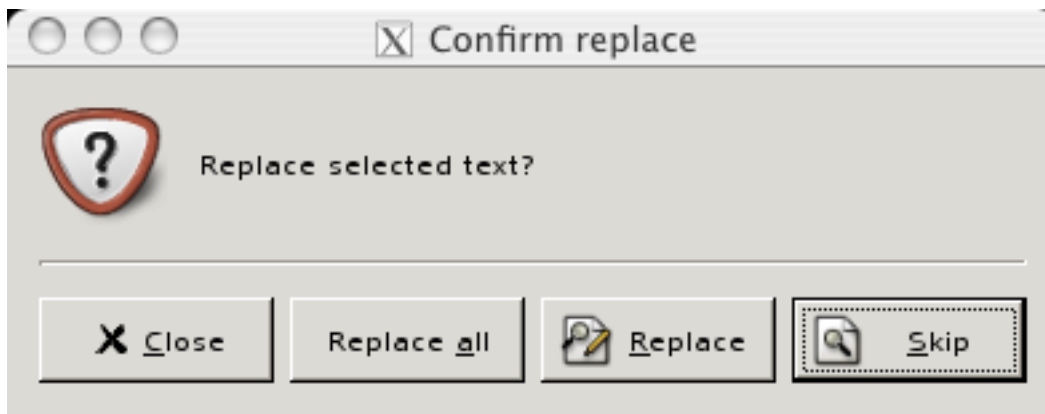 Confirm replace
Replace selected text?
Close
Replace all
Replace
Skip